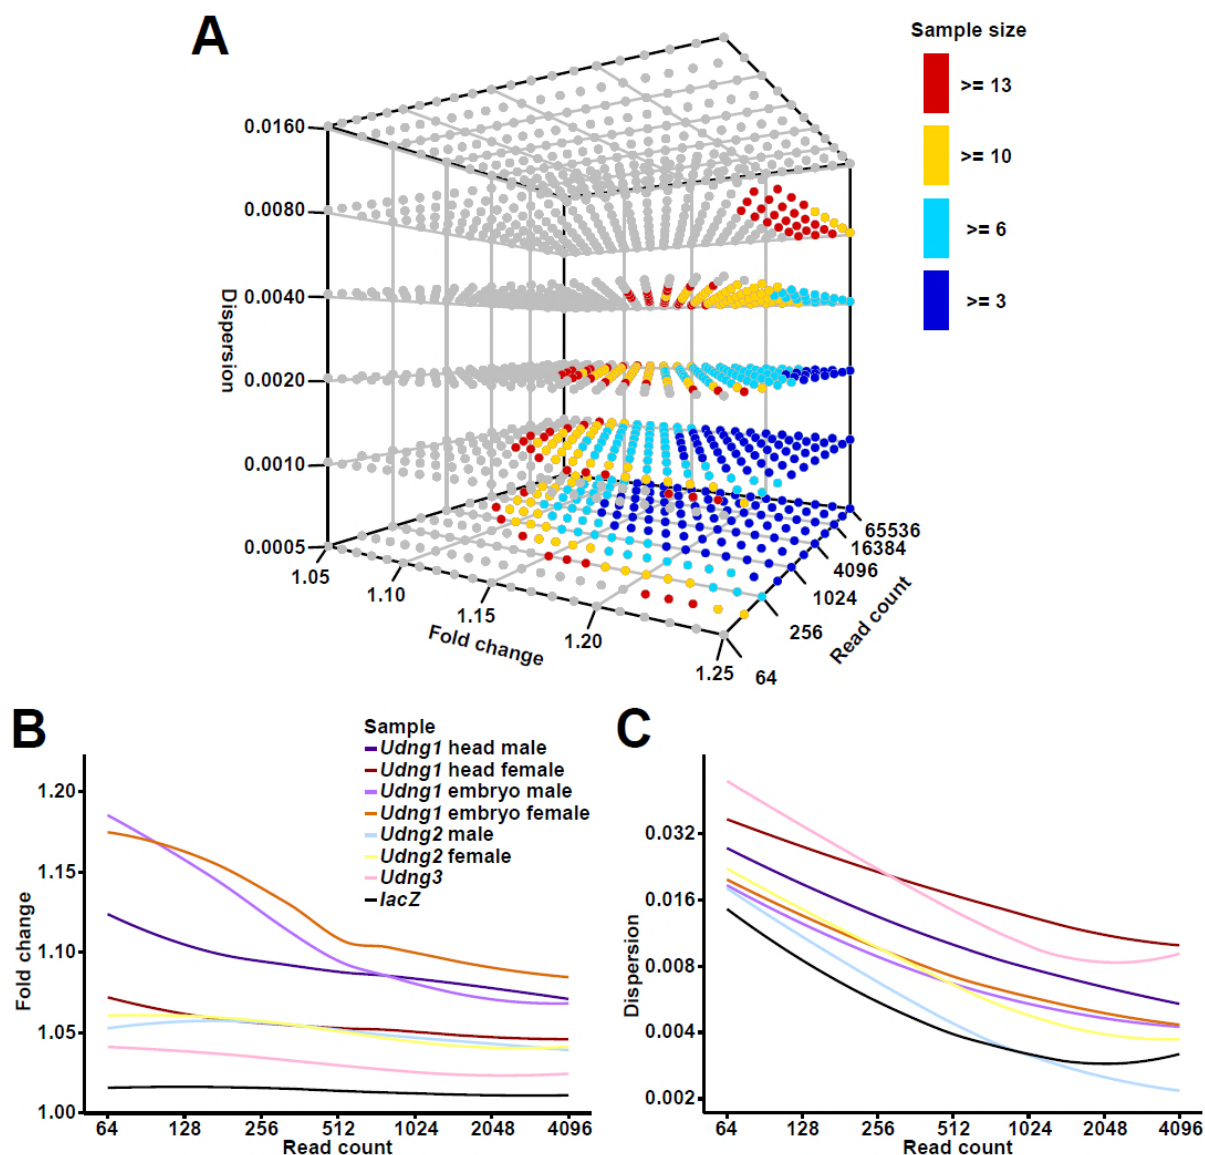 A
Sample size
>= 13
>= 10
>= 6
>= 3
0.0160
0.0080
0.0040
0.0020
0.0010
0.0005
Dispersion
1.05
1.10
1.15
1.20
1.25
Fold change
64
256
1024
4096
16384
65536
Read count
B
Sample
Udng1 head male
Udng1 head female
Udng1 embryo male
Udng1 embryo female
Udng2 male
Udng2 female
Udng3
lacZ
1.20
1.15
1.10
1.05
1.00
Fold change
64 128 256 512 1024 2048 4096
Read count
C
0.032
0.016
0.008
0.004
0.002
Dispersion
64 128 256 512 1024 2048 4096
Read count